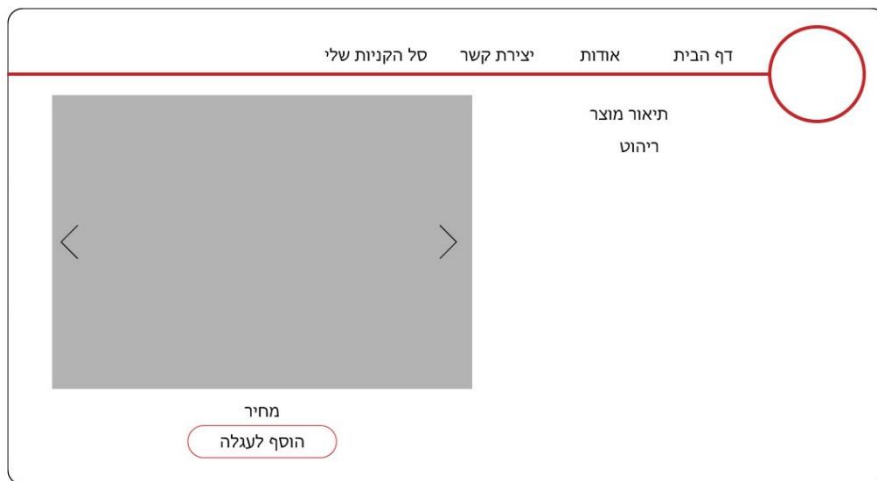 דף הבית אודות יצירת קשר סל הקניות שלי
תיאור מוצר
ריהוט
מחיר
הוסף לעגלה